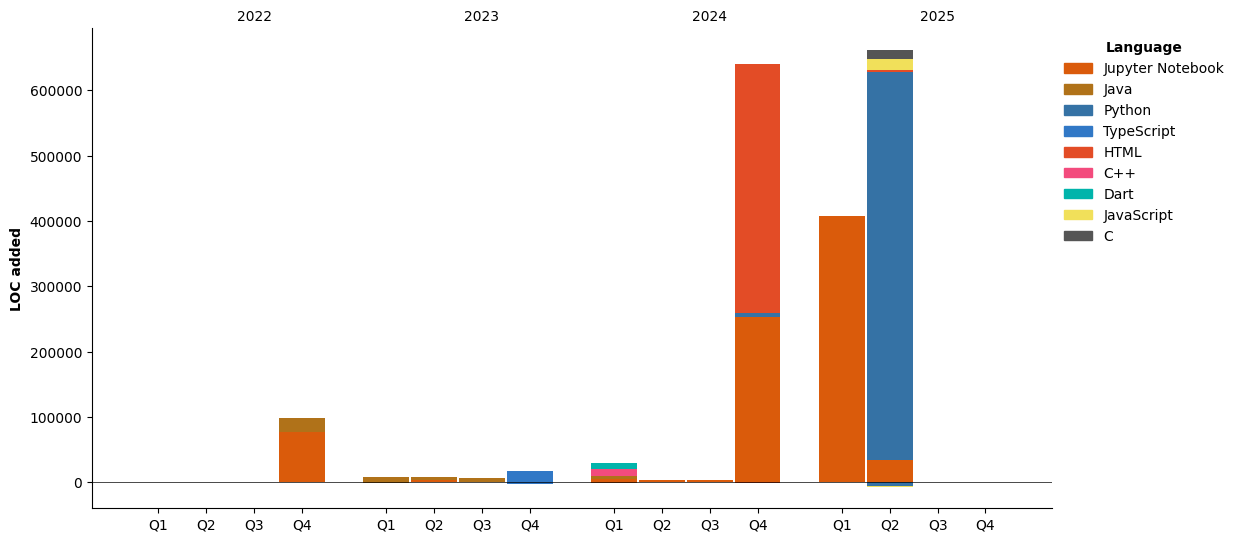 2022 2023 2024 2025
Language
Jupyter Notebook
Java
Python
TypeScript
HTML
C++
Dart
JavaScript
C
LOC added
600000
500000
400000
300000
200000
100000
0
Q1 Q2 Q3 Q4 Q1 Q2 Q3 Q4 Q1 Q2 Q3 Q4 Q1 Q2 Q3 Q4